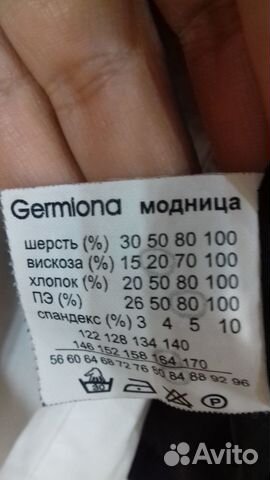 Germiona модница
шерсть (%) 30 50 80 100
вискоза (%) 15 20 70 100
хлопок (%) 20 50 80 100
ПЭ (%) 26 50 80 100
спандекс (%) 3 4 5 10
122 128 134 140
146 152 158 164 170
56 60 64 68 72 76 50 84 88 92 96
30
P
Avito